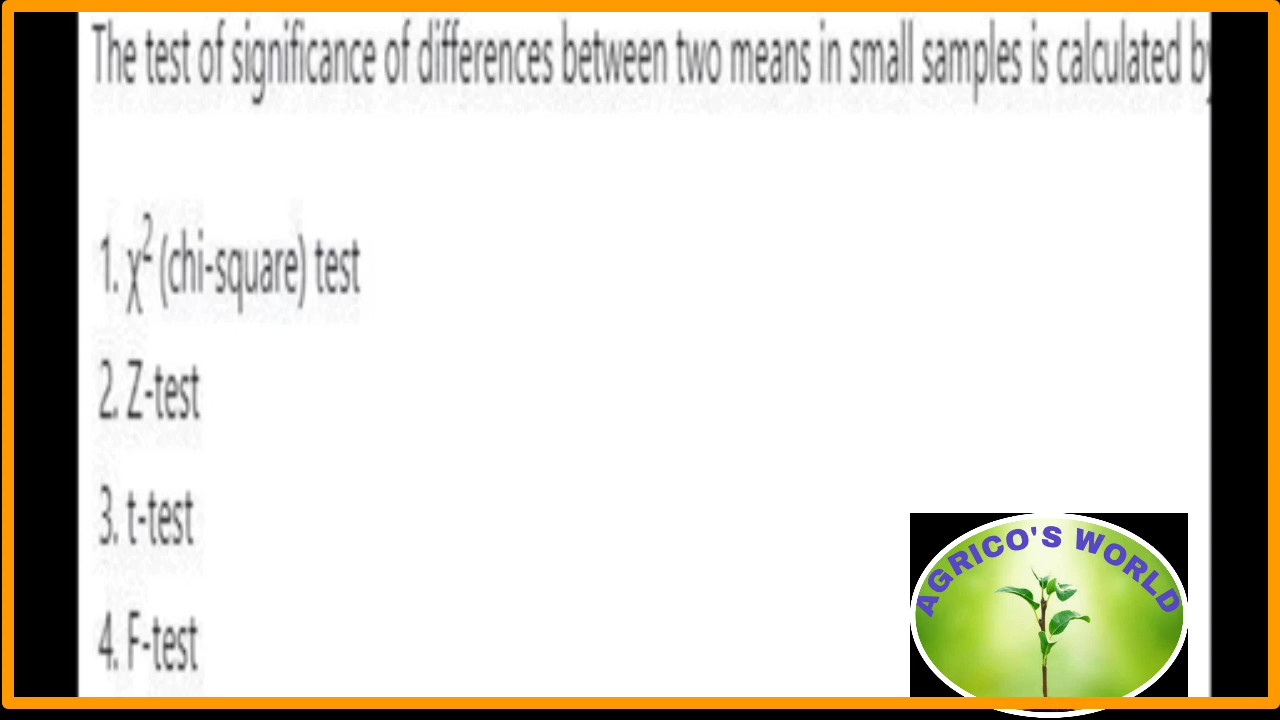 The test of significance of differences between two means in small samples is calculated by
1. χ² (chi-square) test
2. Z-test
3. t-test
4. F-test
AGRICO'S WORLD